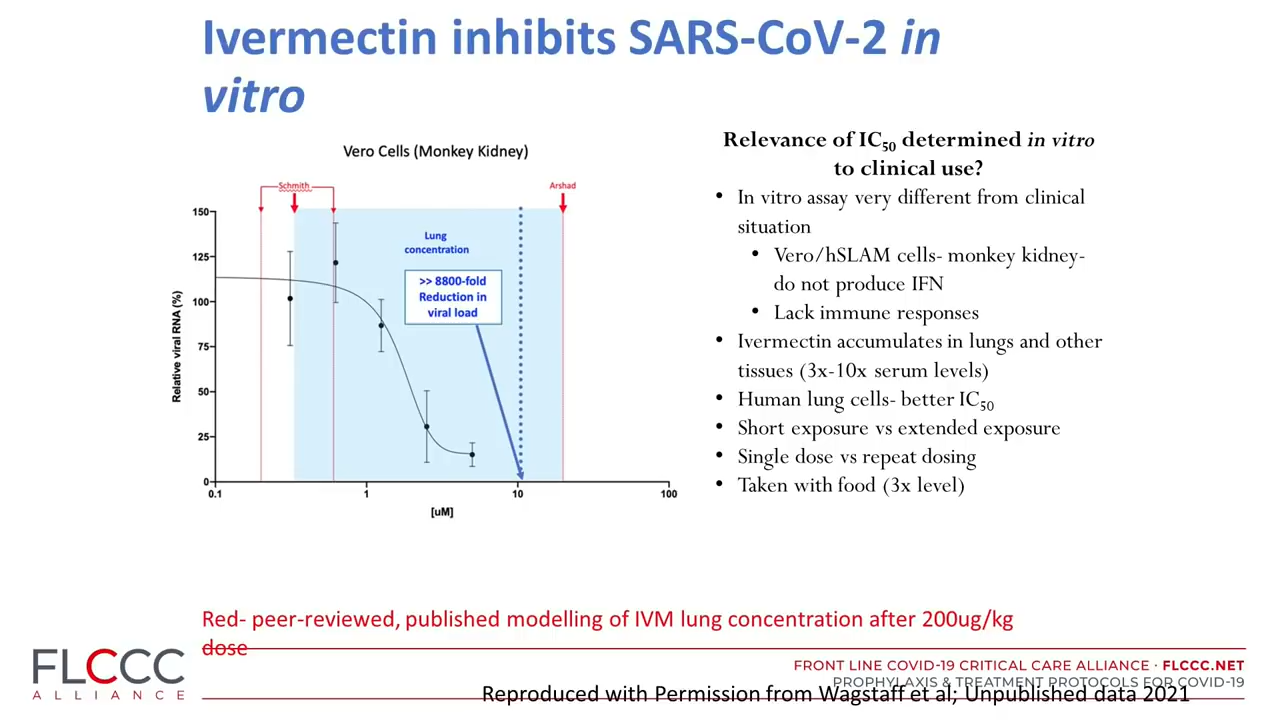 Ivermectin inhibits SARS-CoV-2 in
vitro
Vero Cells (Monkey Kidney)
Schmith
Arshad
150
125
100
75
50
25
0
Relative viral RNA (%)
Lung
concentration
>> 8800-fold
Reduction in
viral load
0.1
1
10
100
[uM]
Relevance of IC50 determined in vitro
to clinical use?
• In vitro assay very different from clinical
situation
• Vero/hSLAM cells- monkey kidney-
do not produce IFN
• Lack immune responses
• Ivermectin accumulates in lungs and other
tissues (3x-10x serum levels)
• Human lung cells- better IC50
• Short exposure vs extended exposure
• Single dose vs repeat dosing
• Taken with food (3x level)
Red- peer-reviewed, published modelling of IVM lung concentration after 200ug/kg
dose
FLCCC
ALLIANCE
FRONT LINE COVID-19 CRITICAL CARE ALLIANCE · FLCCC.NET
PROPHYLAXIS & TREATMENT PROTOCOLS FOR COVID-19
Reproduced with Permission from Wagstaff et al; Unpublished data 2021